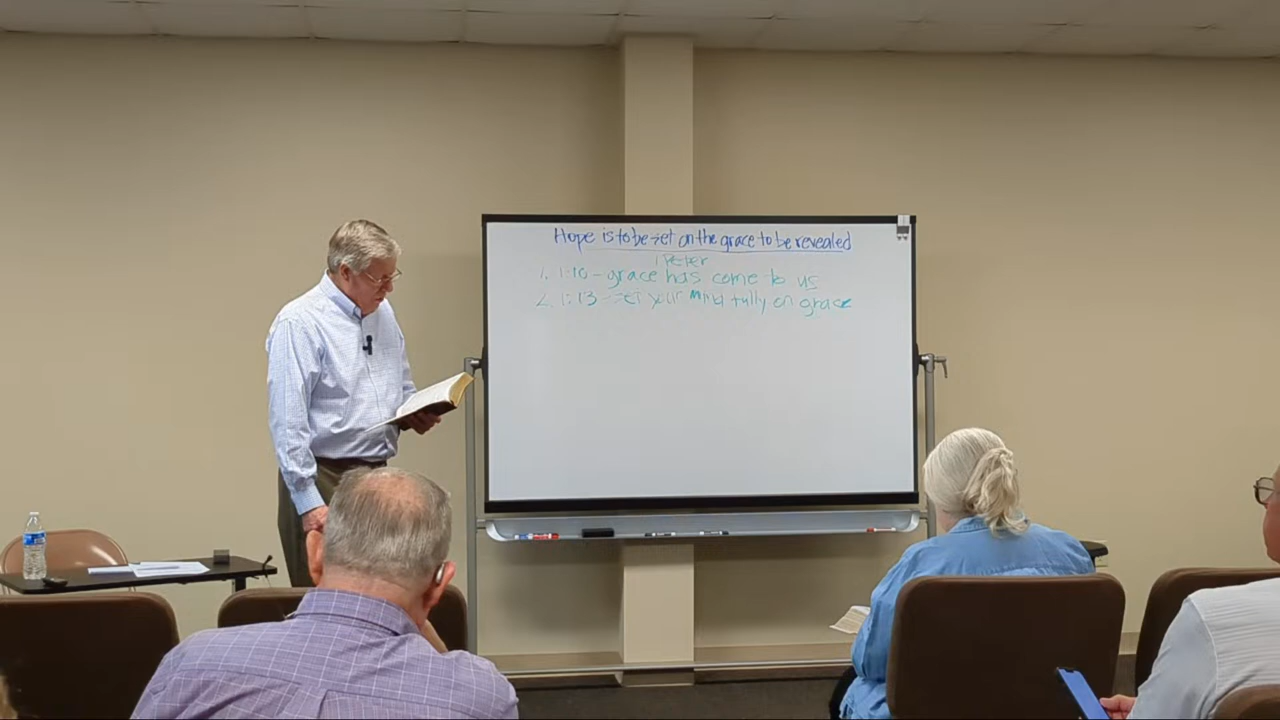 Hope is to be set on the grace to be revealed
1 Peter
1. 1:10 - grace has come to us
2. 1:13 - set your mind fully on grace